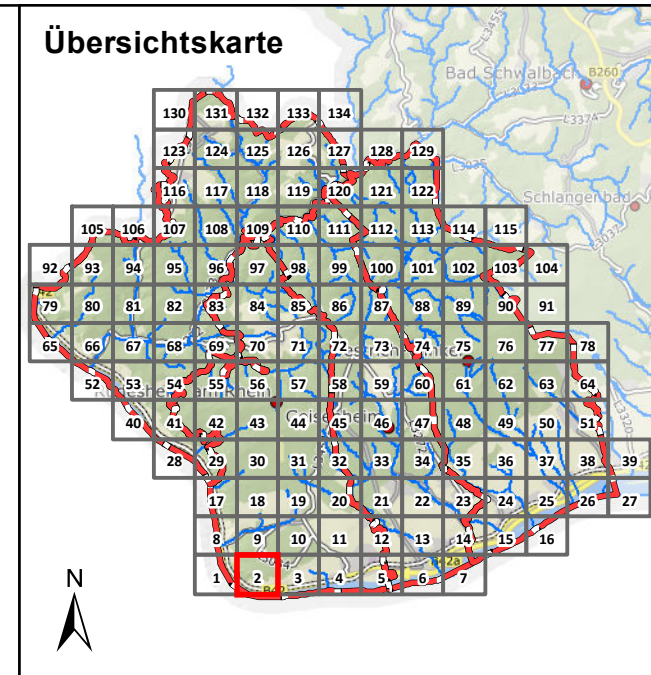 Übersichtskarte
130 131 132 133 134
Bad Schwalbach B260
L3374
123 124 125 126 127 128 129
L3035
116 117 118 119 120 121 122
Schlangenbad
105 106 107 108 109 110 111 112 113 114 115
L3037
92 93 94 95 96 97 98 99 100 101 102 103 104
79 80 81 82 83 84 85 86 87 88 89 90 91
65 66 67 68 69 70 71 72 73 74 75 76 77 78
52 53 54 55 56 57 58 59 60 61 62 63 64
Geisenheim
40 41 42 43 44 45 46 47 48 49 50 51
L3320
28 29 30 31 32 33 34 35 36 37 38 39
17 18 19 20 21 22 23 24 25 26 27
8 9 10 11 12 13 14 15 16
1 2 3 4 5 6 7
B42a
N